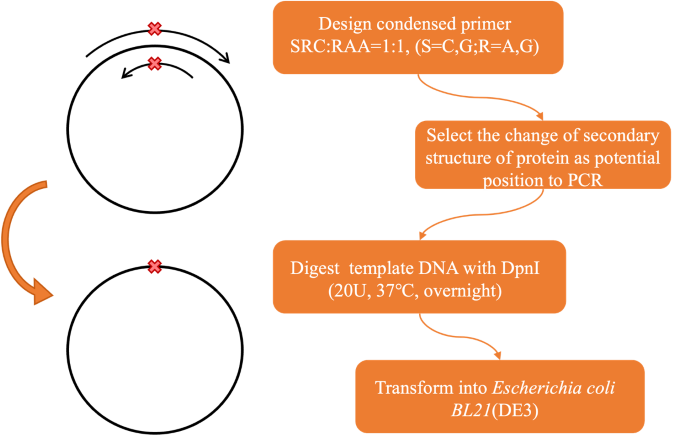 Design condensed primer
SRC:RAA=1:1, (S=C,G;R=A,G)
Select the change of secondary
structure of protein as potential
position to PCR
Digest template DNA with DpnI
(20U, 37℃, overnight)
Transform into Escherichia coli
BL21(DE3)